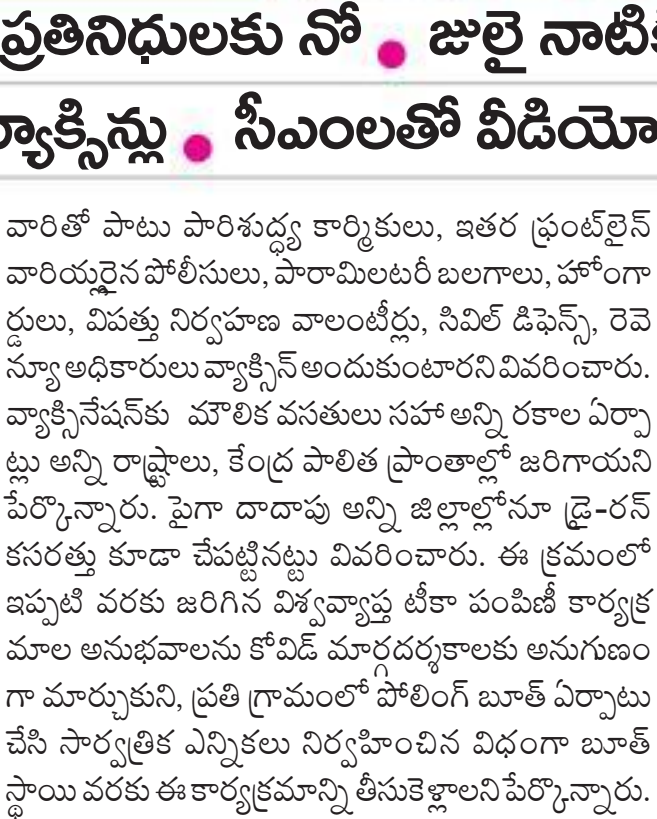 ప్రతినిధులకు నో • జులై నాటి
వ్యాక్సిన్లు • సీఎంలతో వీడియో
వారితో పాటు పారిశుద్ధ్య కార్మికులు, ఇతర ఫ్రంట్‌లైన్
వారియర్లైన పోలీసులు, పారామిలటరీ బలగాలు, హోంగా
ర్డులు, విపత్తు నిర్వహణ వాలంటీర్లు, సివిల్ డిఫెన్స్, రెవె
న్యూ అధికారులు వ్యాక్సిన్ అందుకుంటారని వివరించారు.
వ్యాక్సినేషన్‌కు మౌలిక వసతులు సహా అన్ని రకాల ఏర్పా
ట్లు అన్ని రాష్ట్రాలు, కేంద్ర పాలిత ప్రాంతాల్లో జరిగాయని
పేర్కొన్నారు. పైగా దాదాపు అన్ని జిల్లాల్లోనూ డ్రై-రన్
కసరత్తు కూడా చేపట్టినట్టు వివరించారు. ఈ క్రమంలో
ఇప్పటి వరకు జరిగిన విశ్వవ్యాప్త టీకా పంపిణీ కార్యక్ర
మాల అనుభవాలను కోవిడ్ మార్గదర్శకాలకు అనుగుణం
గా మార్చుకుని, ప్రతి గ్రామంలో పోలింగ్ బూత్ ఏర్పాటు
చేసి సార్వత్రిక ఎన్నికలు నిర్వహించిన విధంగా బూత్
స్థాయి వరకు ఈ కార్యక్రమాన్ని తీసుకెళ్లాలని పేర్కొన్నారు.